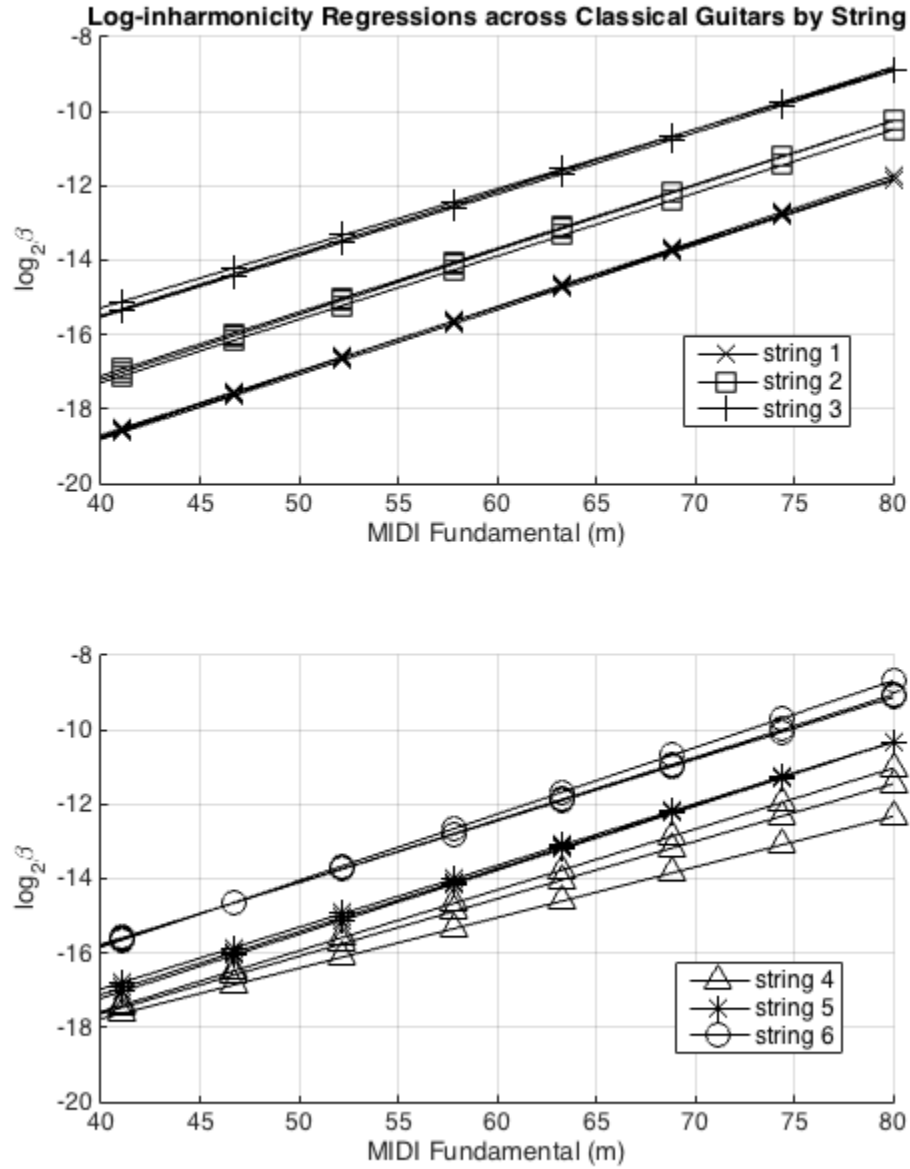 Log-inharmonicity Regressions across Classical Guitars by String
-8
-10
-12
-14
-16
-18
-20
log₂β
40 45 50 55 60 65 70 75 80
MIDI Fundamental (m)
string 1
string 2
string 3
-8
-10
-12
-14
-16
-18
-20
log₂β
40 45 50 55 60 65 70 75 80
MIDI Fundamental (m)
string 4
string 5
string 6